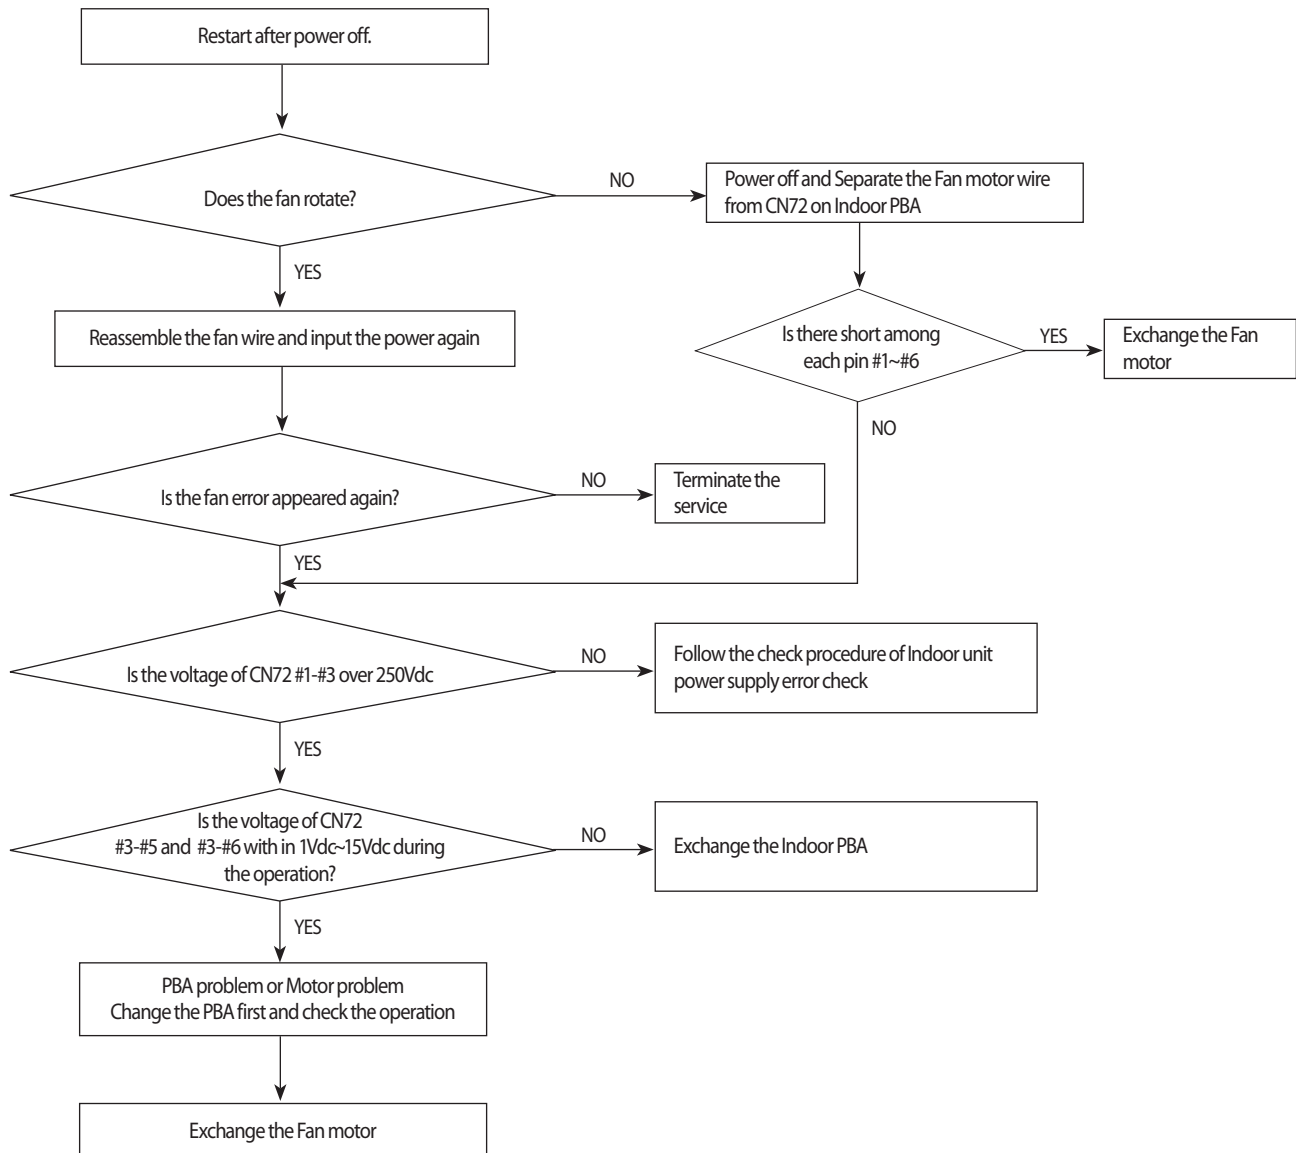 Restart after power off.
Does the fan rotate?
NO
Power off and Separate the Fan motor wire
from CN72 on Indoor PBA
YES
Reassemble the fan wire and input the power again
Is there short among
each pin #1~#6
YES
Exchange the Fan
motor
NO
Is the fan error appeared again?
NO
Terminate the
service
YES
Is the voltage of CN72 #1-#3 over 250Vdc
NO
Follow the check procedure of Indoor unit
power supply error check
YES
Is the voltage of CN72
#3-#5 and #3-#6 with in 1Vdc~15Vdc during
the operation?
NO
Exchange the Indoor PBA
YES
PBA problem or Motor problem
Change the PBA first and check the operation
Exchange the Fan motor